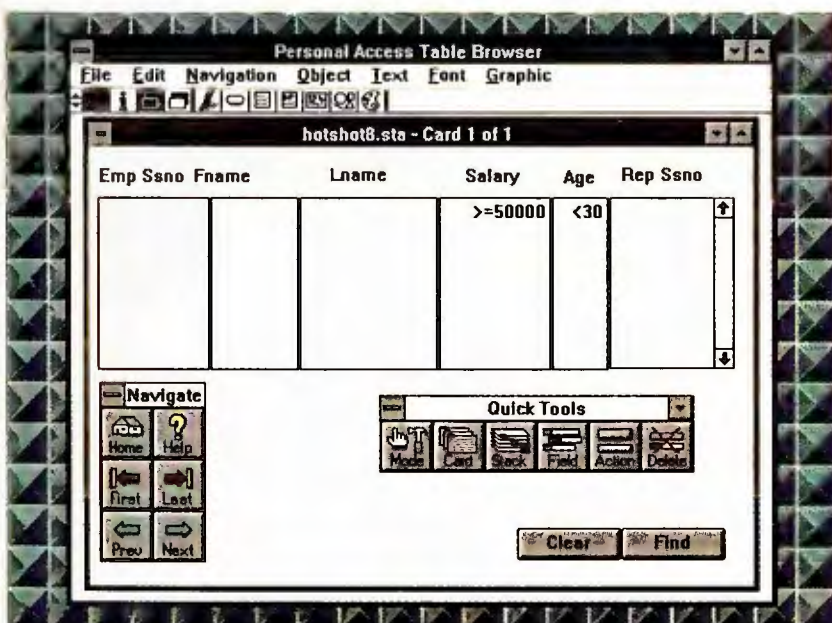 Personal Access Table Browser
File Edit Navigation Object Text Font Graphic
hotshot8.sta - Card 1 of 1
Emp Ssno Fname Lname Salary Age Rep Ssno
>=50000 <30
Navigate
Quick Tools
Home Help
Mode Card Stack Field Action Delete
First Last
Prev Next
Clear Find